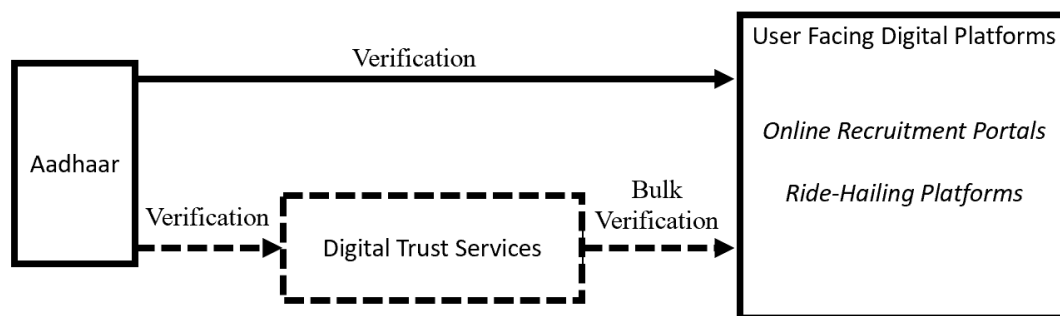 User Facing Digital Platforms
Verification
Online Recruitment Portals
Aadhaar
Ride-Hailing Platforms
Verification
Bulk
Verification
Digital Trust Services